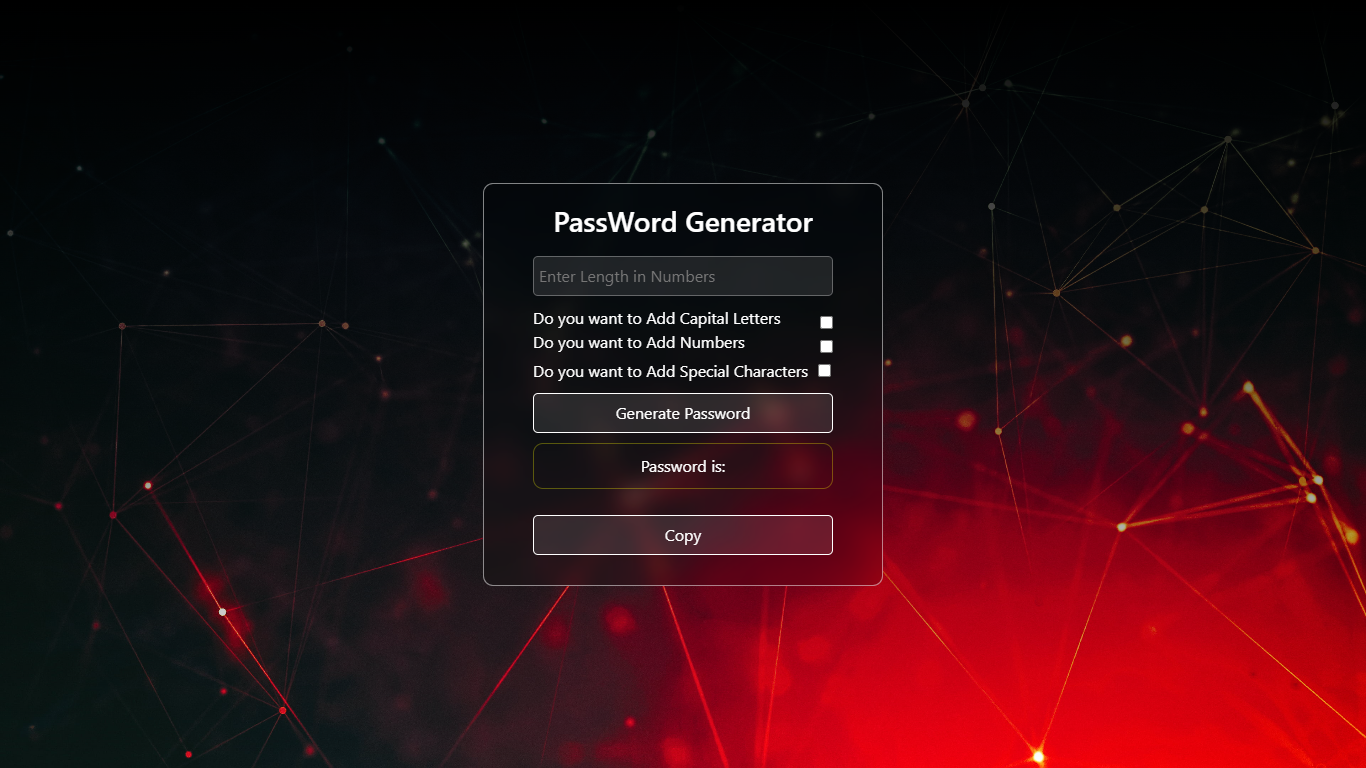 PassWord Generator
Enter Length in Numbers
Do you want to Add Capital Letters
Do you want to Add Numbers
Do you want to Add Special Characters
Generate Password
Password is:
Copy